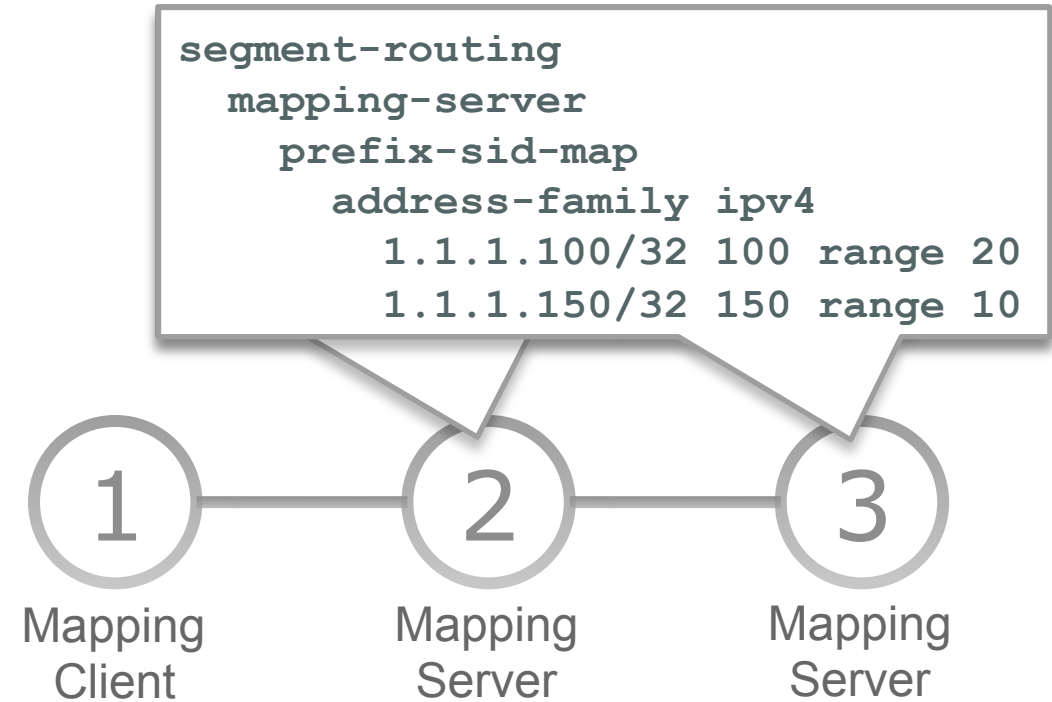 segment-routing
mapping-server
prefix-sid-map
address-family ipv4
1.1.1.100/32 100 range 20
1.1.1.150/32 150 range 10
1
2
3
Mapping
Client
Mapping
Server
Mapping
Server